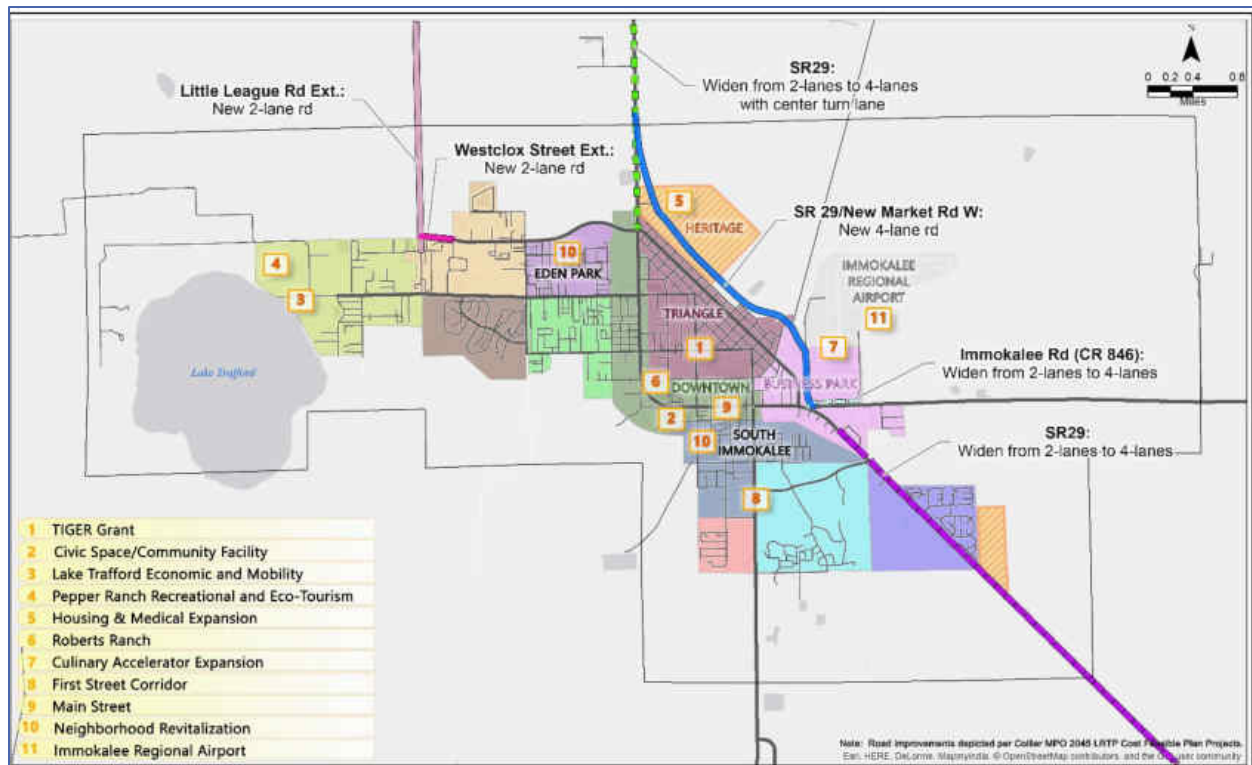 N
0 0.2 0.4 0.8
Miles
SR29:
Widen from 2-lanes to 4-lanes
with center turn lane
Little League Rd Ext.:
New 2-lane rd
Westclox Street Ext.:
New 2-lane rd
5
HERITAGE
SR 29/New Market Rd W:
New 4-lane rd
10
EDEN PARK
4
3
IMMOKALEE
REGIONAL
AIRPORT
11
TRIANGLE
1
7
Lake Trafford
Immokalee Rd (CR 846):
Widen from 2-lanes to 4-lanes
6
DOWNTOWN
BUSINESS PARK
9
2
10
SOUTH
IMMOKALEE
SR29:
Widen from 2-lanes to 4-lanes
8
1 TIGER Grant
2 Civic Space/Community Facility
3 Lake Trafford Economic and Mobility
4 Pepper Ranch Recreational and Eco-Tourism
5 Housing & Medical Expansion
6 Roberts Ranch
7 Culinary Accelerator Expansion
8 First Street Corridor
9 Main Street
10 Neighborhood Revitalization
11 Immokalee Regional Airport
Note: Road improvements depicted per Collier MPO 2045 LRTP Cost Feasible Plan Projects.
Esri, HERE, DeLorme, MapmyIndia, © OpenStreetMap contributors, and the GIS user community